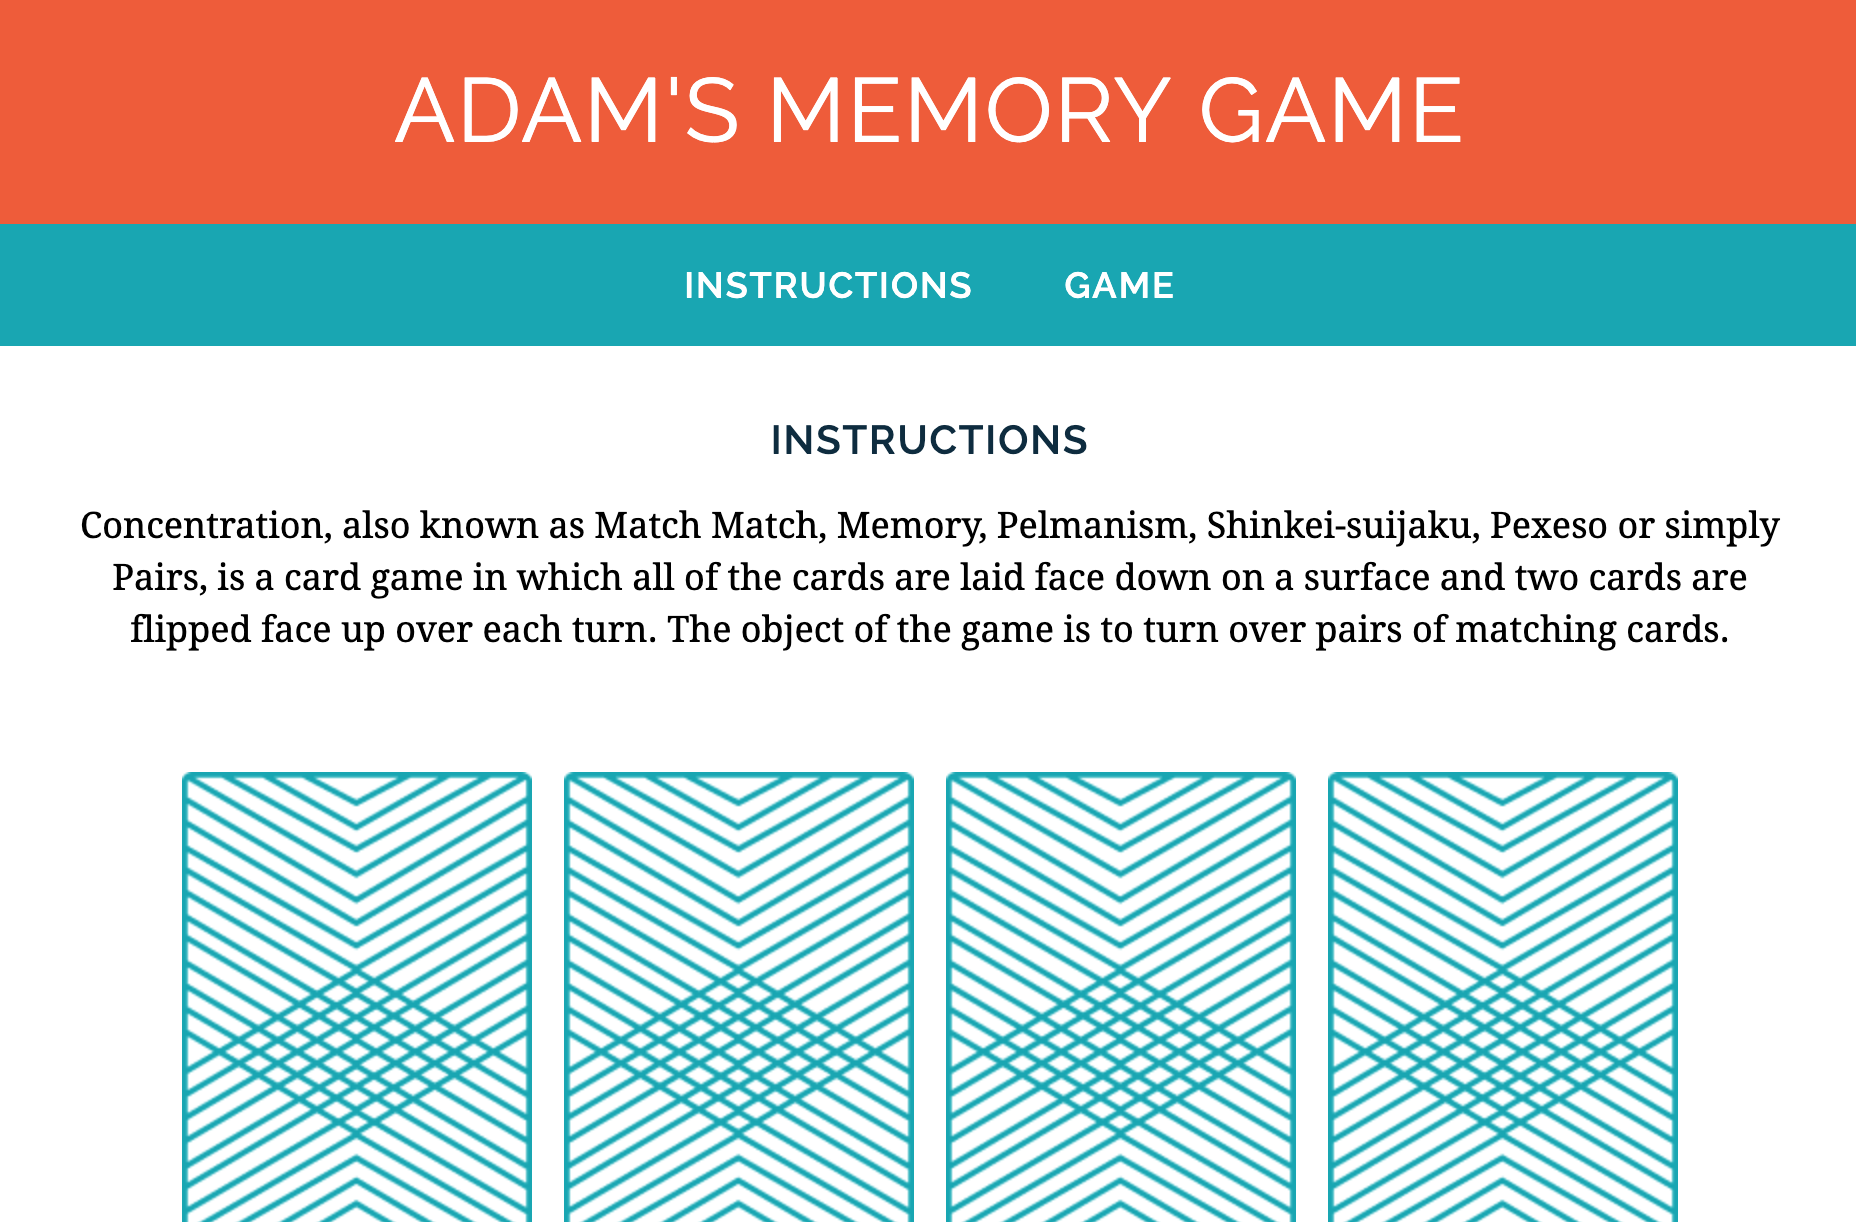 ADAM'S MEMORY GAME
INSTRUCTIONS GAME
INSTRUCTIONS
Concentration, also known as Match Match, Memory, Pelmanism, Shinkei-suijaku, Pexeso or simply
Pairs, is a card game in which all of the cards are laid face down on a surface and two cards are
flipped face up over each turn. The object of the game is to turn over pairs of matching cards.